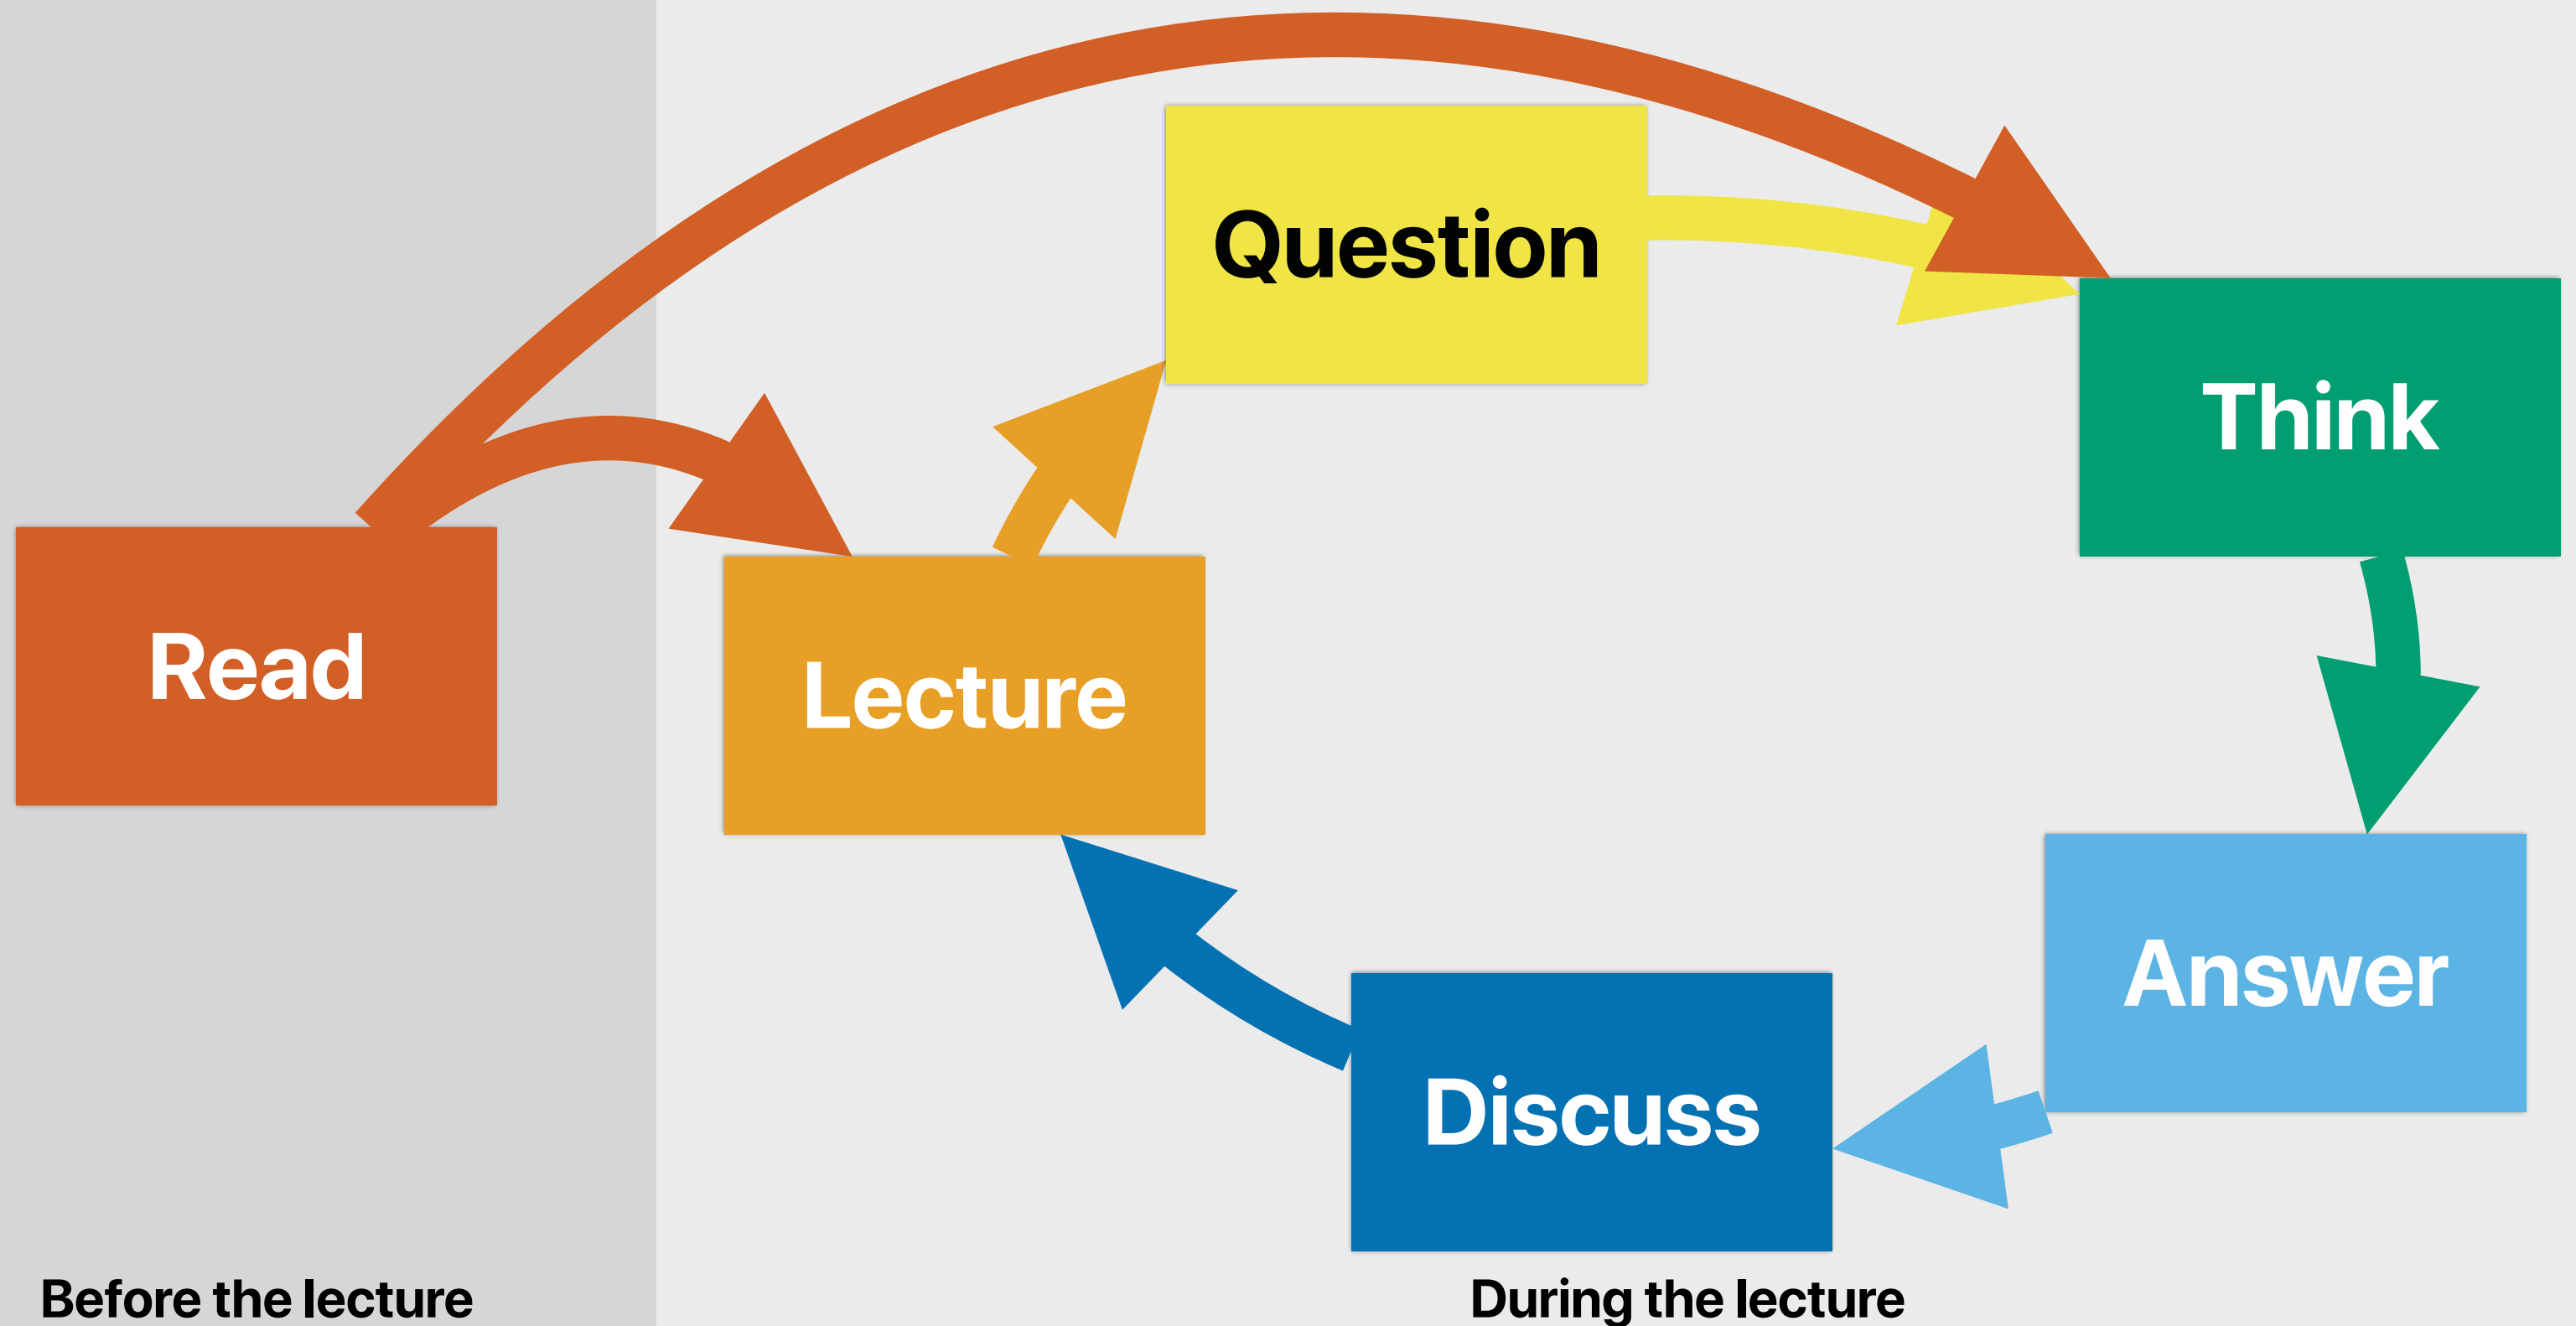 Question
Think
Read
Lecture
Answer
Discuss
Before the lecture
During the lecture